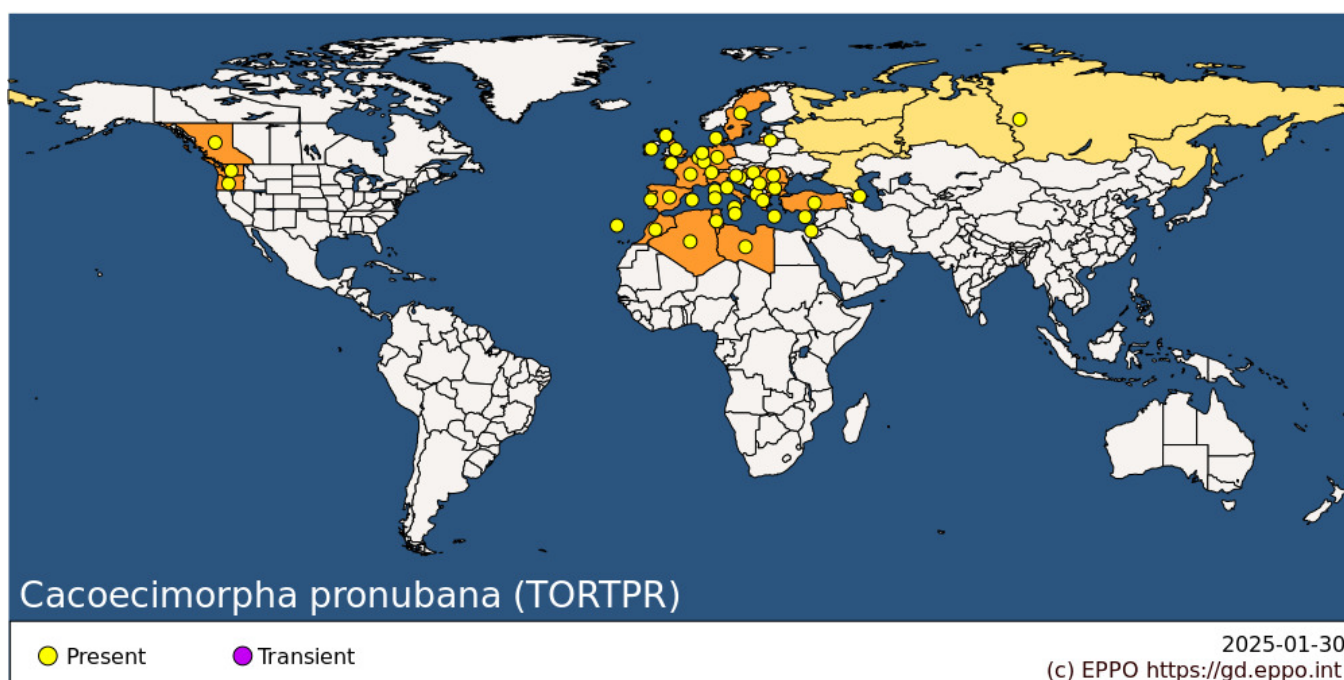 Cacoecimorpha pronubana (TORTPR)
Present
Transient
2025-01-30
(c) EPPO https://gd.eppo.int